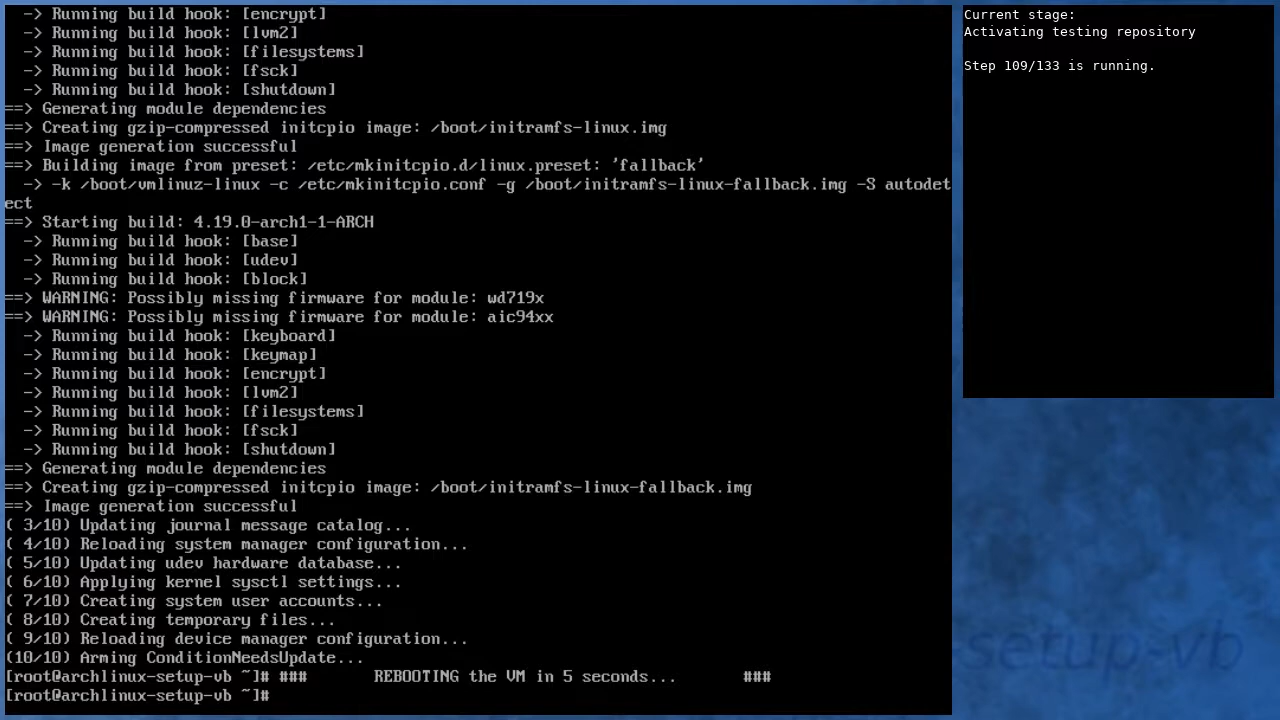 -> Running build hook: [encrypt]
-> Running build hook: [lvm2]
-> Running build hook: [filesystems]
-> Running build hook: [fsck]
-> Running build hook: [shutdown]
==> Generating module dependencies
==> Creating gzip-compressed initcpio image: /boot/initramfs-linux.img
==> Image generation successful
==> Building image from preset: /etc/mkinitcpio.d/linux.preset: 'fallback'
-> -k /boot/vmlinuz-linux -c /etc/mkinitcpio.conf -g /boot/initramfs-linux-fallback.img -S autodet
ect
==> Starting build: 4.19.0-arch1-1-ARCH
-> Running build hook: [base]
-> Running build hook: [udev]
-> Running build hook: [block]
==> WARNING: Possibly missing firmware for module: wd719x
==> WARNING: Possibly missing firmware for module: aic94xx
-> Running build hook: [keyboard]
-> Running build hook: [keymap]
-> Running build hook: [encrypt]
-> Running build hook: [lvm2]
-> Running build hook: [filesystems]
-> Running build hook: [fsck]
-> Running build hook: [shutdown]
==> Generating module dependencies
==> Creating gzip-compressed initcpio image: /boot/initramfs-linux-fallback.img
==> Image generation successful
( 3/10) Updating journal message catalog...
( 4/10) Reloading system manager configuration...
( 5/10) Updating udev hardware database...
( 6/10) Applying kernel sysctl settings...
( 7/10) Creating system user accounts...
( 8/10) Creating temporary files...
( 9/10) Reloading device manager configuration...
(10/10) Arming ConditionNeedsUpdate...
[root@archlinux-setup-vb ~]# ### REBOOTING the VM in 5 seconds... ###
[root@archlinux-setup-vb ~]#
Current stage:
Activating testing repository
Step 109/133 is running.
setup-vb